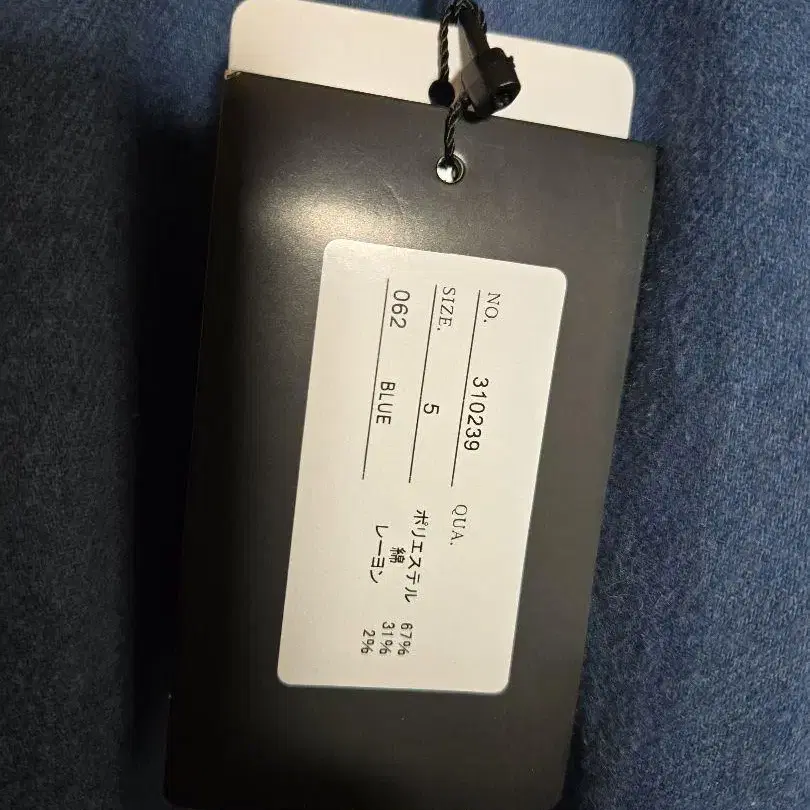 NO. 310239
SIZE. 5
062 BLUE
QUA.
ポリエステル 67%
綿 31%
レーヨン 2%